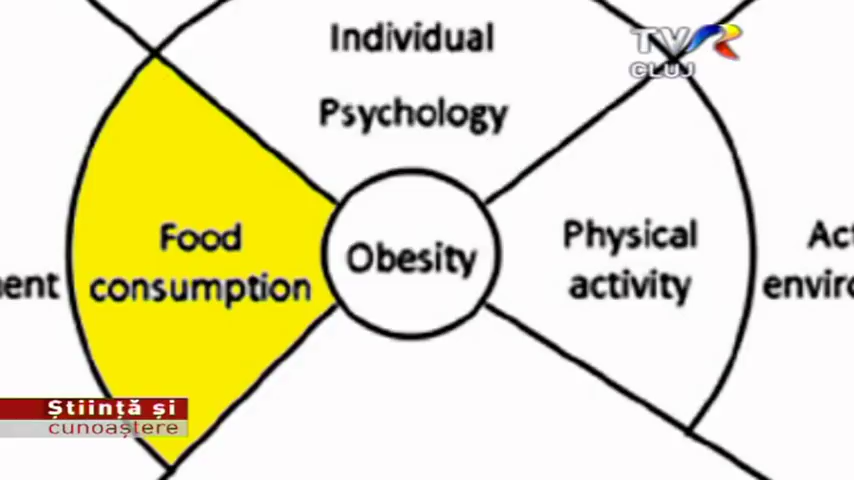 Individual
Psychology
TVR
CLUJ
Food
consumption
Obesity
Physical
activity
Știință și
cunoaștere